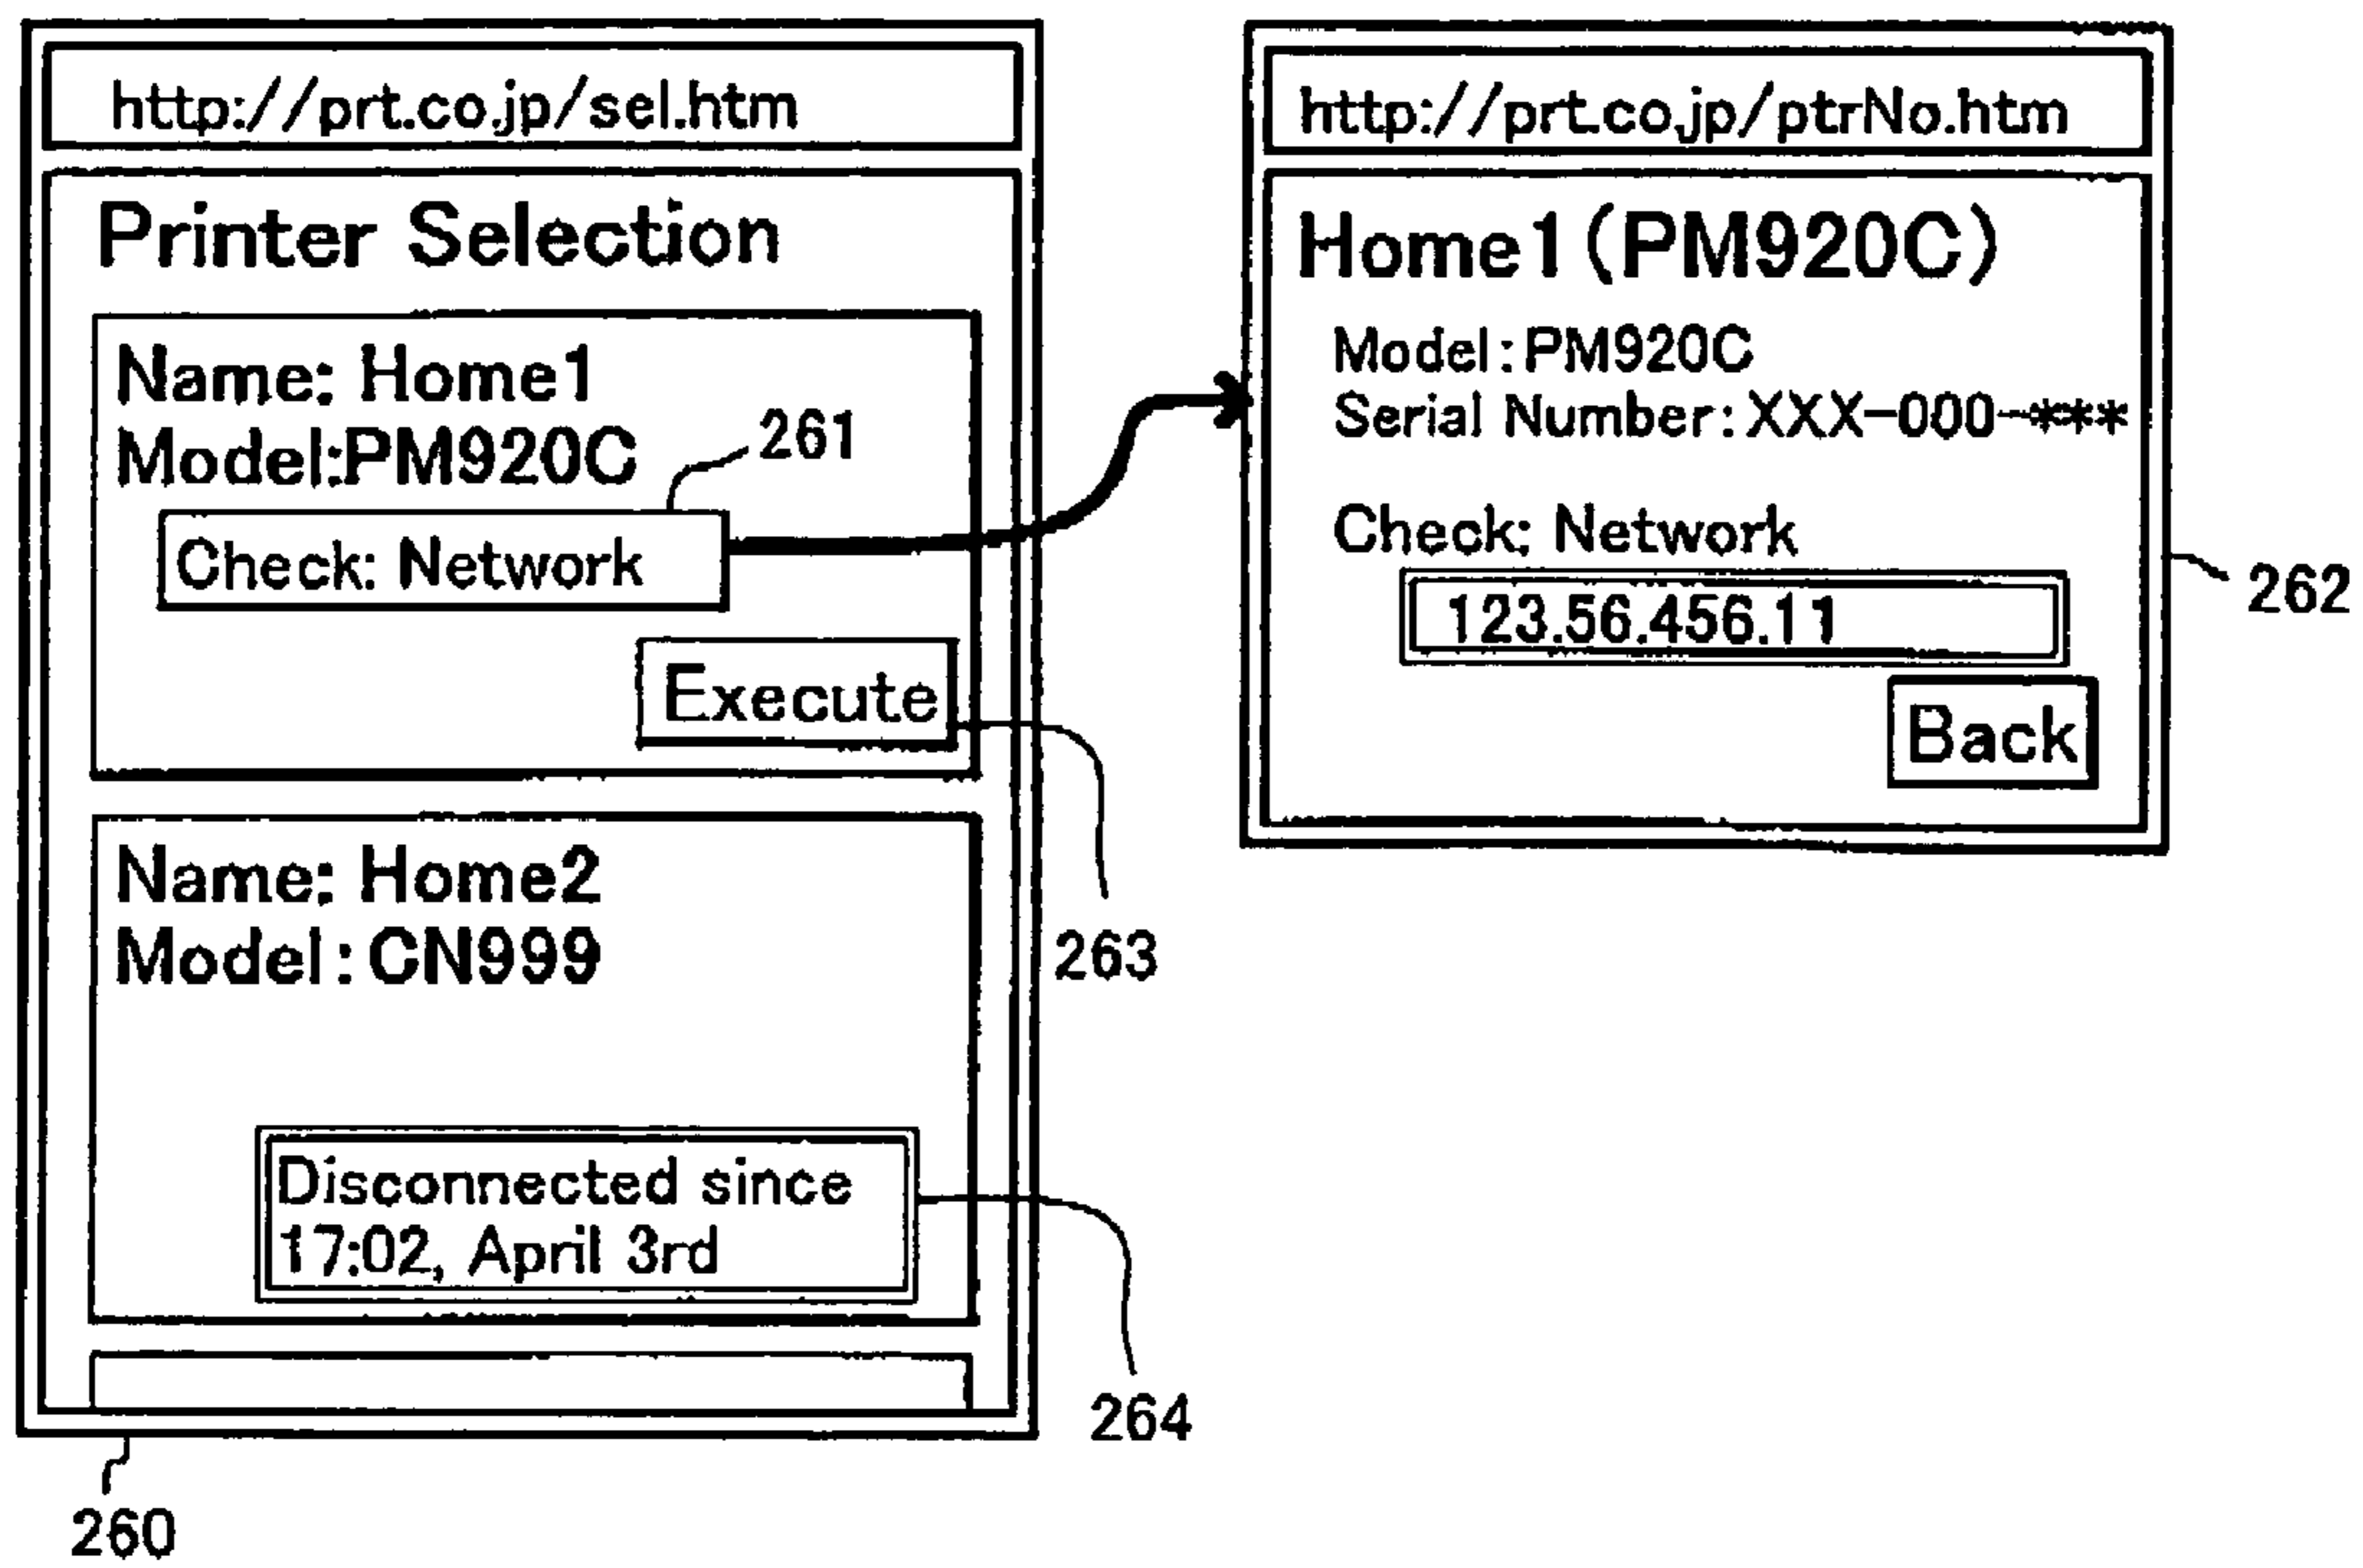 http://prt.co.jp/sel.htm
Printer Selection
Name: Home1
Model:PM920C
261
Check: Network
Execute
263
Name: Home2
Model: CN999
Disconnected since
17:02, April 3rd
264
260
http://prt.co.jp/ptrNo.htm
Home1(PM920C)
Model:PM920C
Serial Number:XXX-000-***
Check: Network
123.56.456.11
Back
262